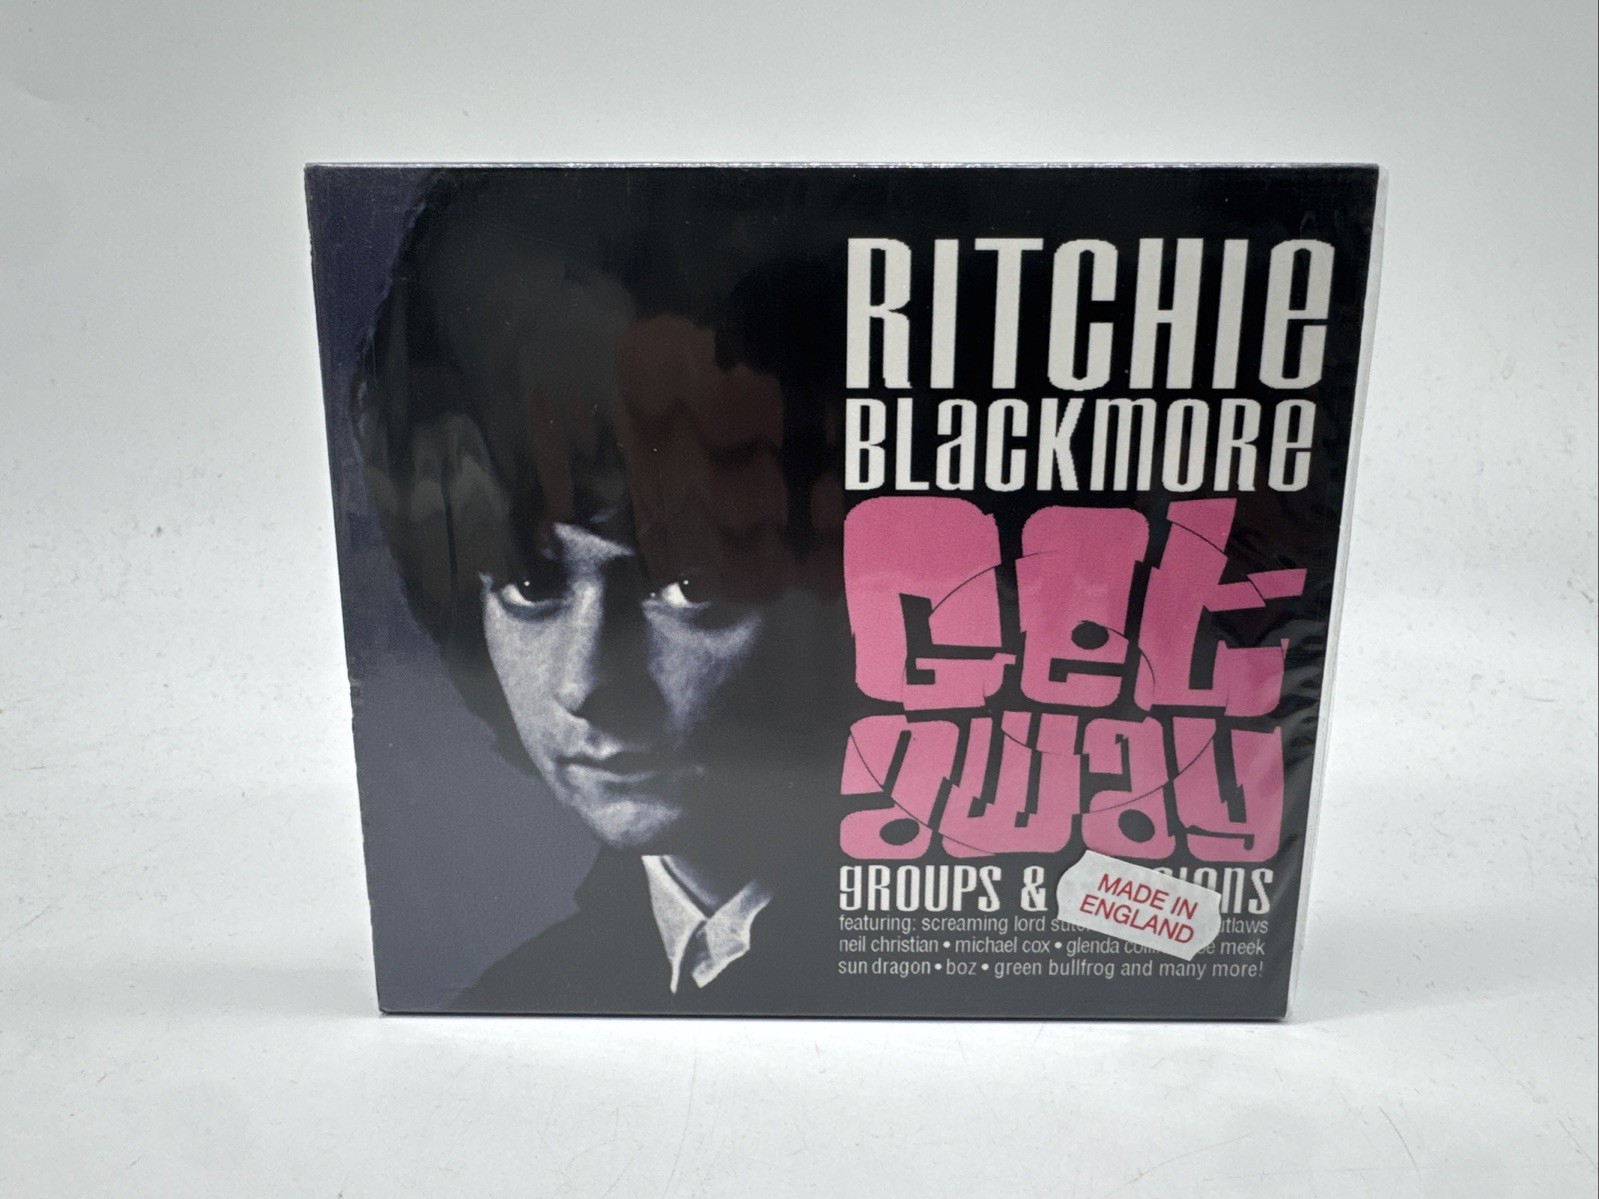 RITCHIE
BLACKMORE
Get
away
GROUPS &
featuring: screaming lord
neil christian • michael cox • glenda meek
sun dragon • boz • green bullfrog and many more!
MADE IN
ENGLAND